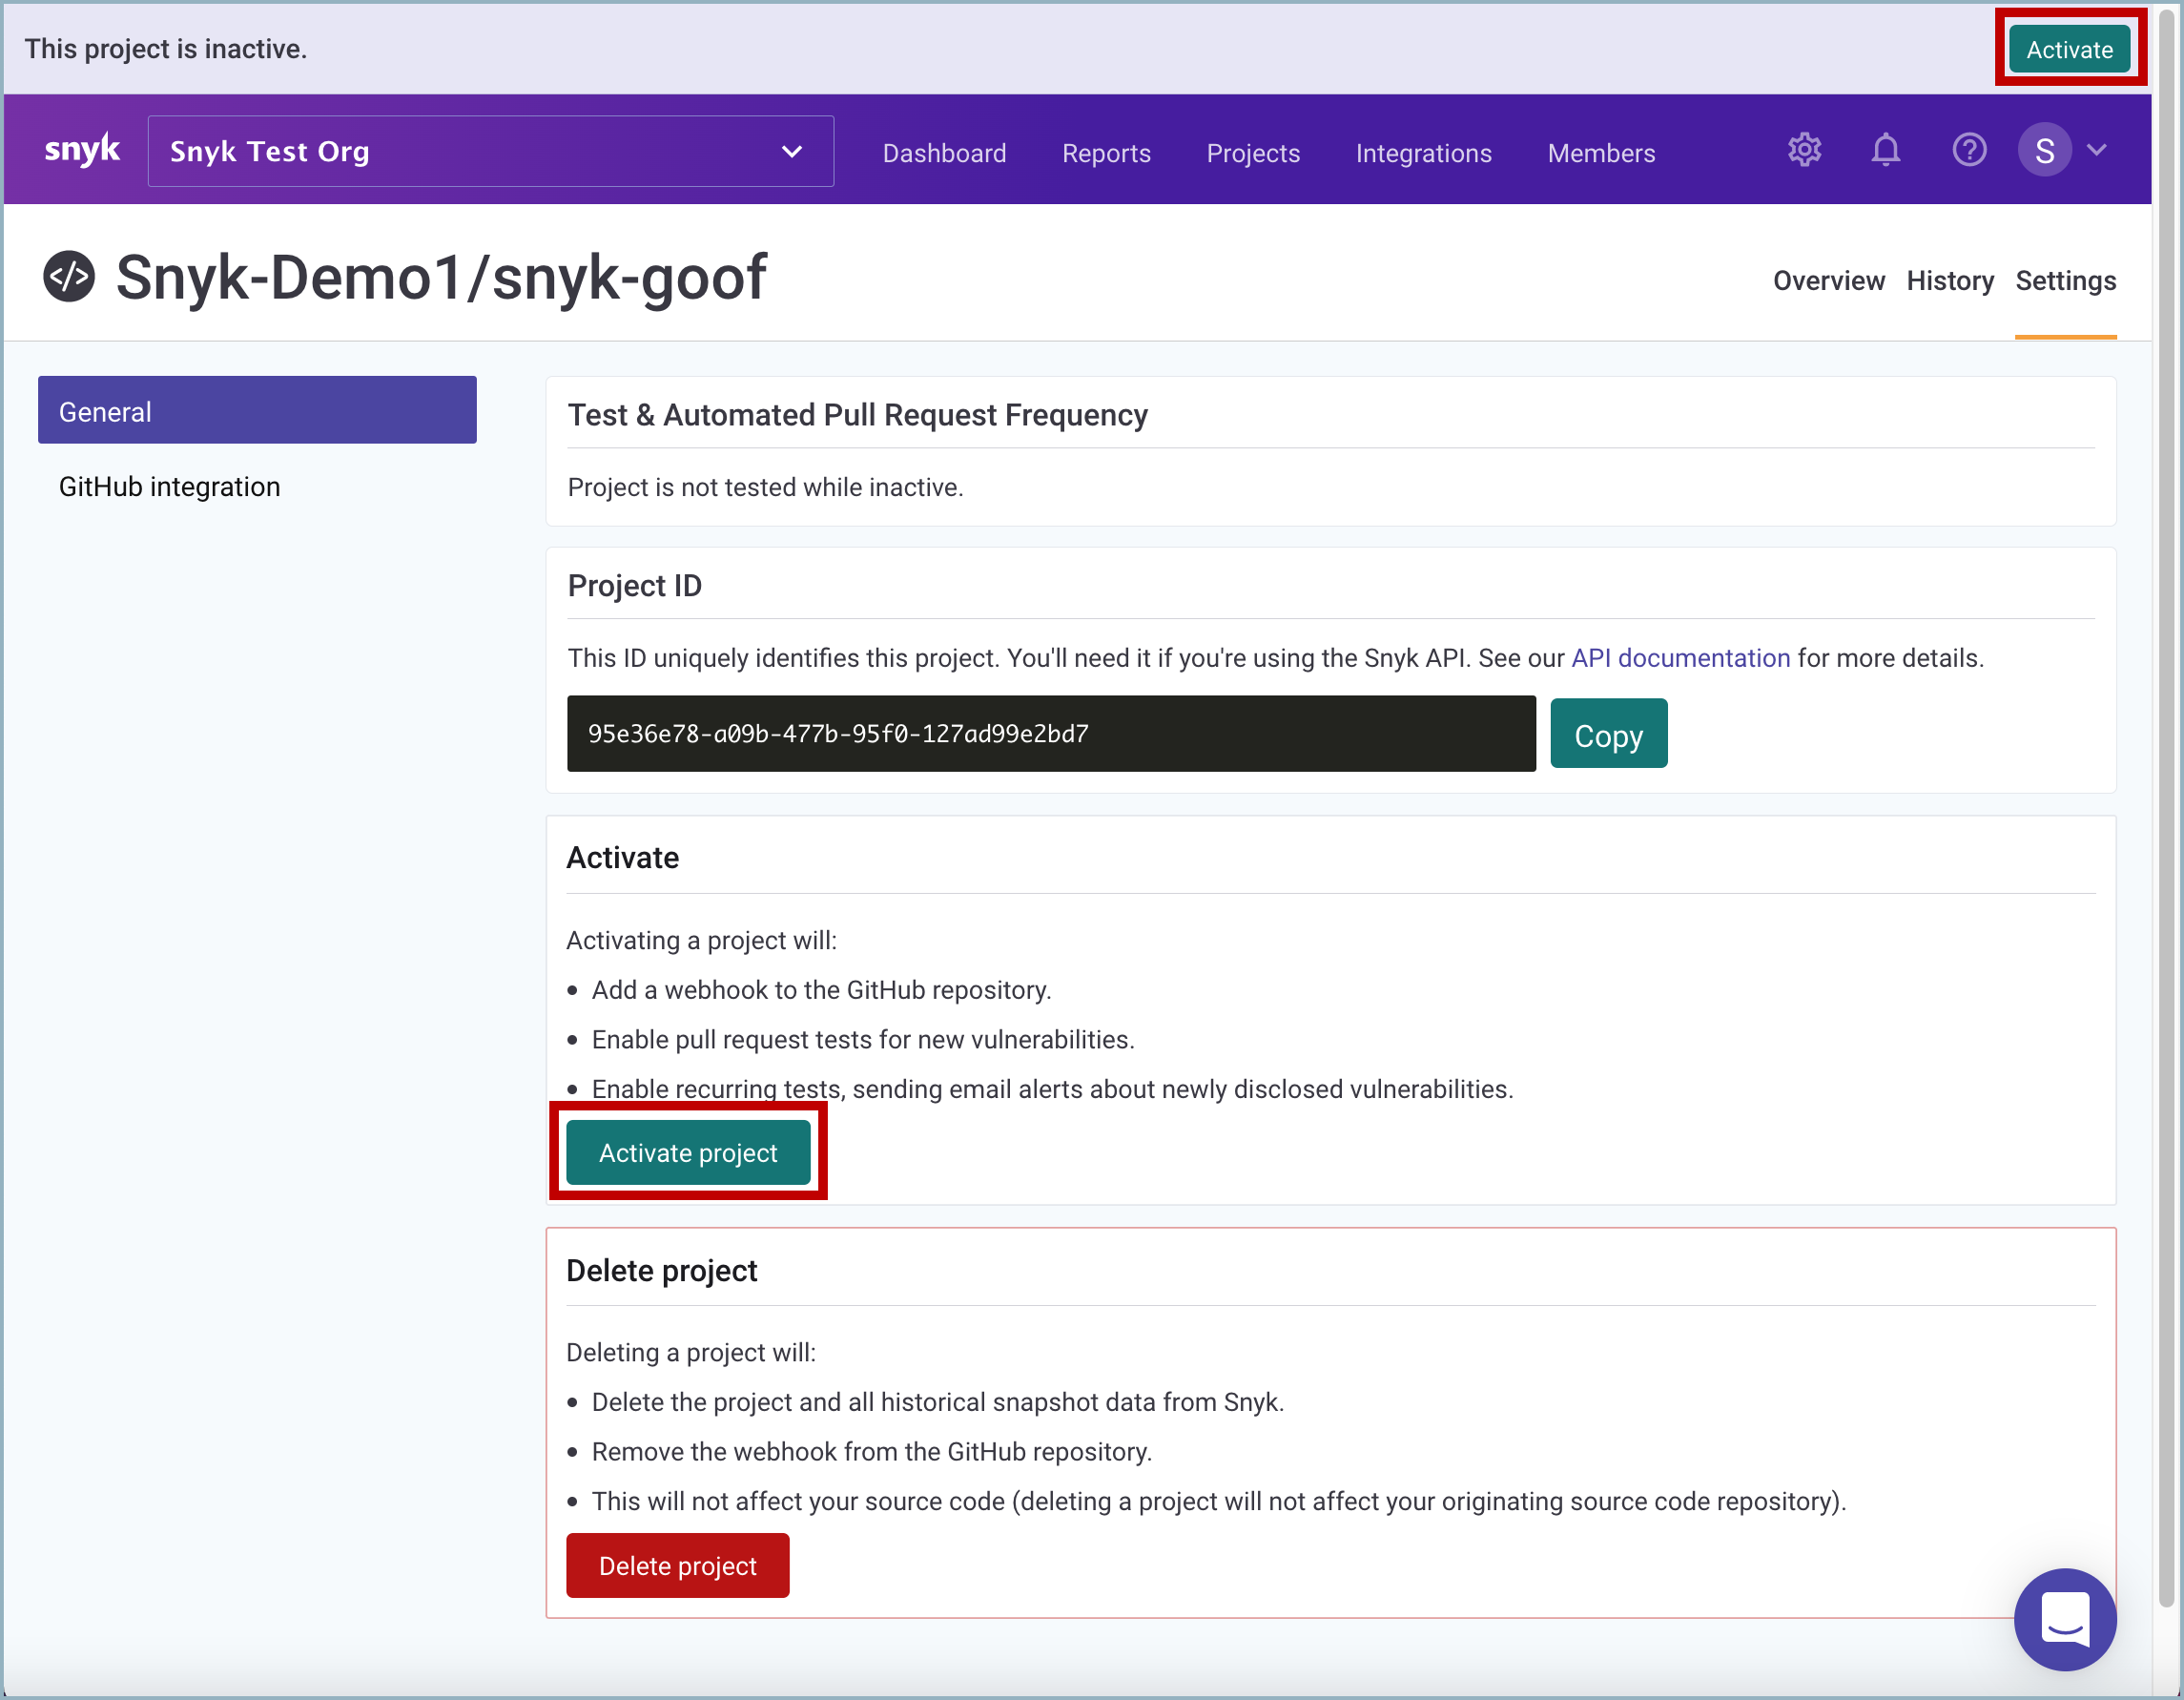 This project is inactive.
Activate
snyk
Snyk Test Org
Dashboard
Reports
Projects
Integrations
Members
?
S
</>
Snyk-Demo1/snyk-goof
Overview
History
Settings
General
GitHub integration
Test & Automated Pull Request Frequency
Project is not tested while inactive.
Project ID
This ID uniquely identifies this project. You'll need it if you're using the Snyk API. See our API documentation for more details.
95e36e78-a09b-477b-95f0-127ad99e2bd7
Copy
Activate
Activating a project will:
• Add a webhook to the GitHub repository.
• Enable pull request tests for new vulnerabilities.
• Enable recurring tests, sending email alerts about newly disclosed vulnerabilities.
Activate project
Delete project
Deleting a project will:
• Delete the project and all historical snapshot data from Snyk.
• Remove the webhook from the GitHub repository.
• This will not affect your source code (deleting a project will not affect your originating source code repository).
Delete project